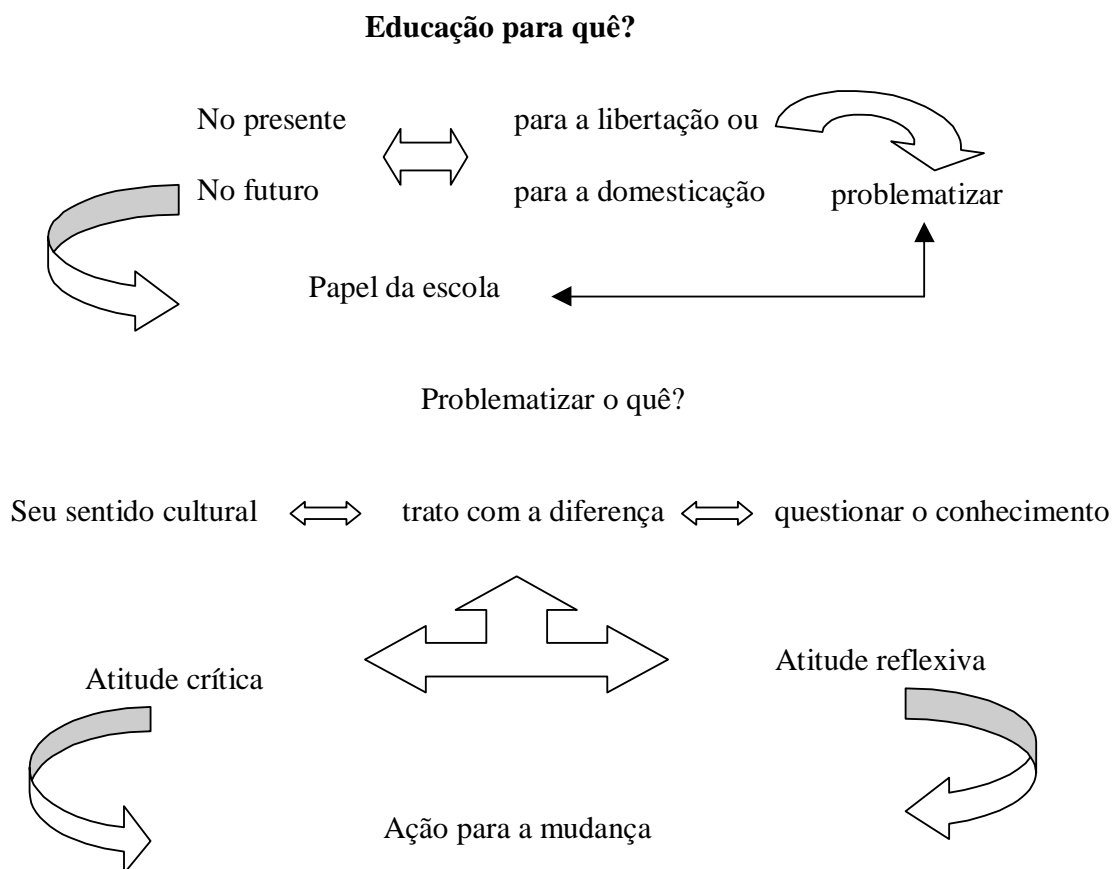 Educação para quê?
No presente
para a libertação ou
No futuro
para a domesticação
problematizar
Papel da escola
Problematizar o quê?
Seu sentido cultural
trato com a diferença
questionar o conhecimento
Atitude crítica
Atitude reflexiva
Ação para a mudança